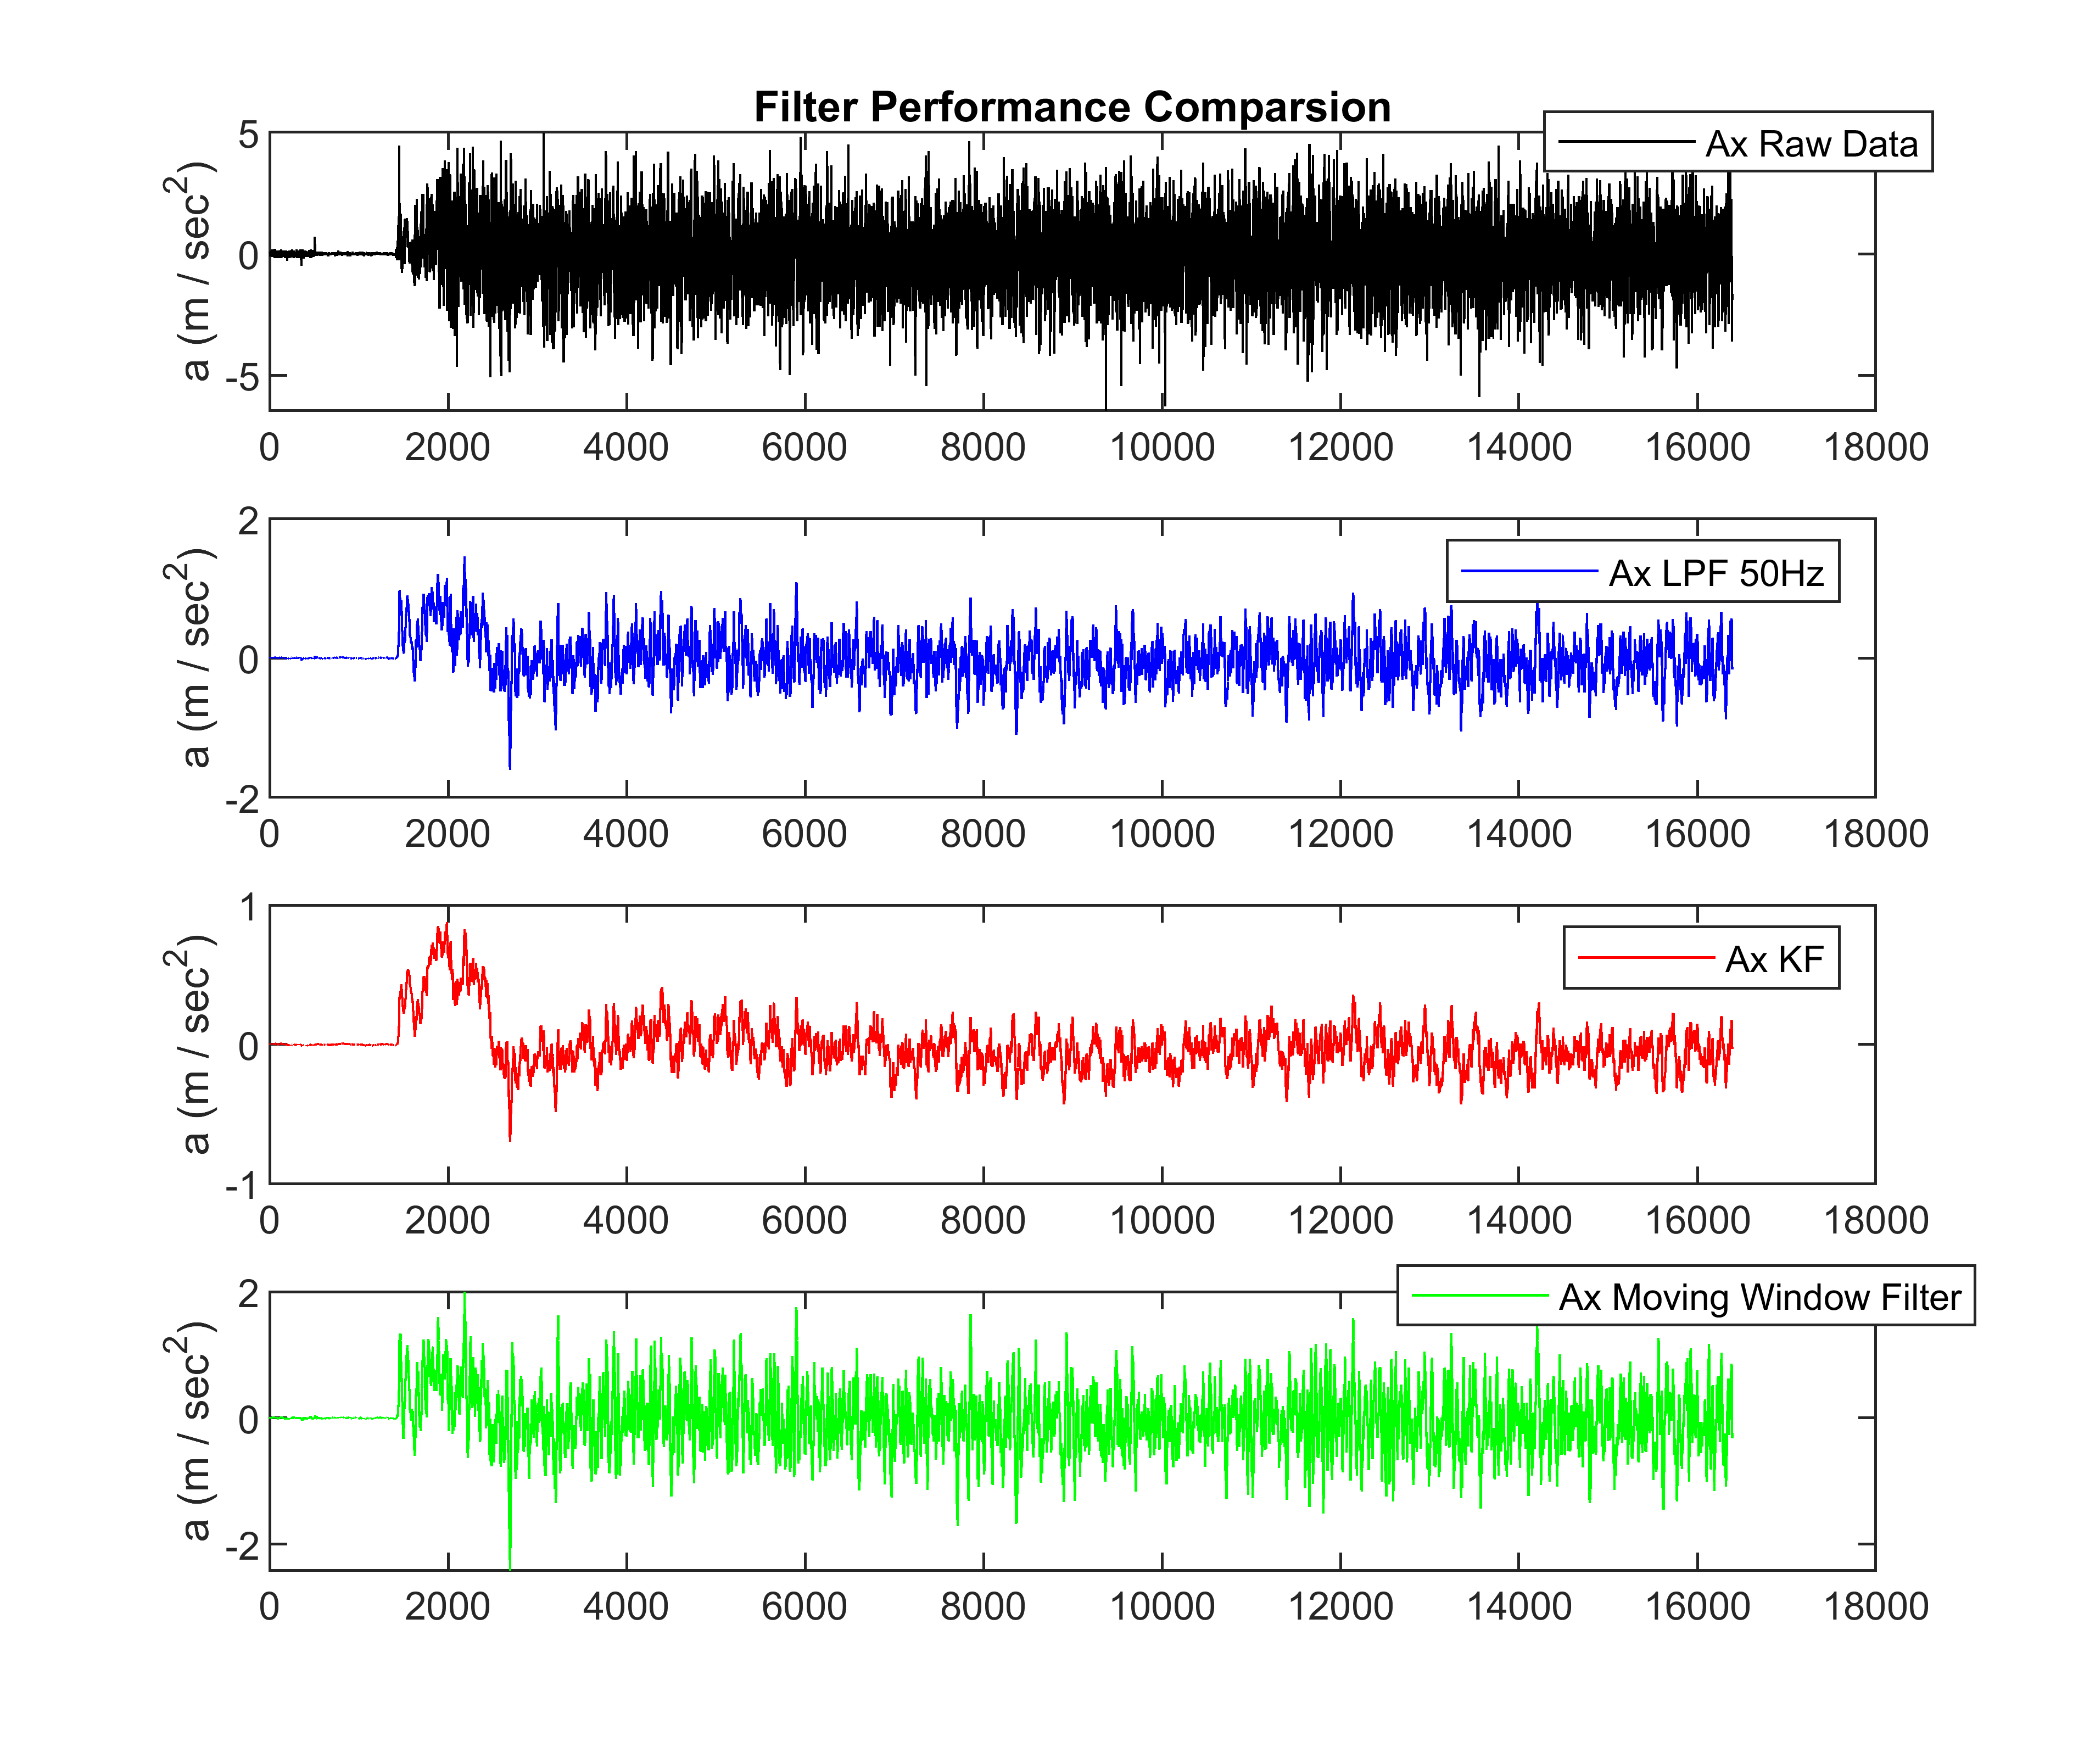 Filter Performance Comparsion
Ax Raw Data
a (m / sec²)
5
0
-5
0 2000 4000 6000 8000 10000 12000 14000 16000 18000
Ax LPF 50Hz
a (m / sec²)
2
0
-2
0 2000 4000 6000 8000 10000 12000 14000 16000 18000
Ax KF
a (m / sec²)
1
0
-1
0 2000 4000 6000 8000 10000 12000 14000 16000 18000
Ax Moving Window Filter
a (m / sec²)
2
0
-2
0 2000 4000 6000 8000 10000 12000 14000 16000 18000